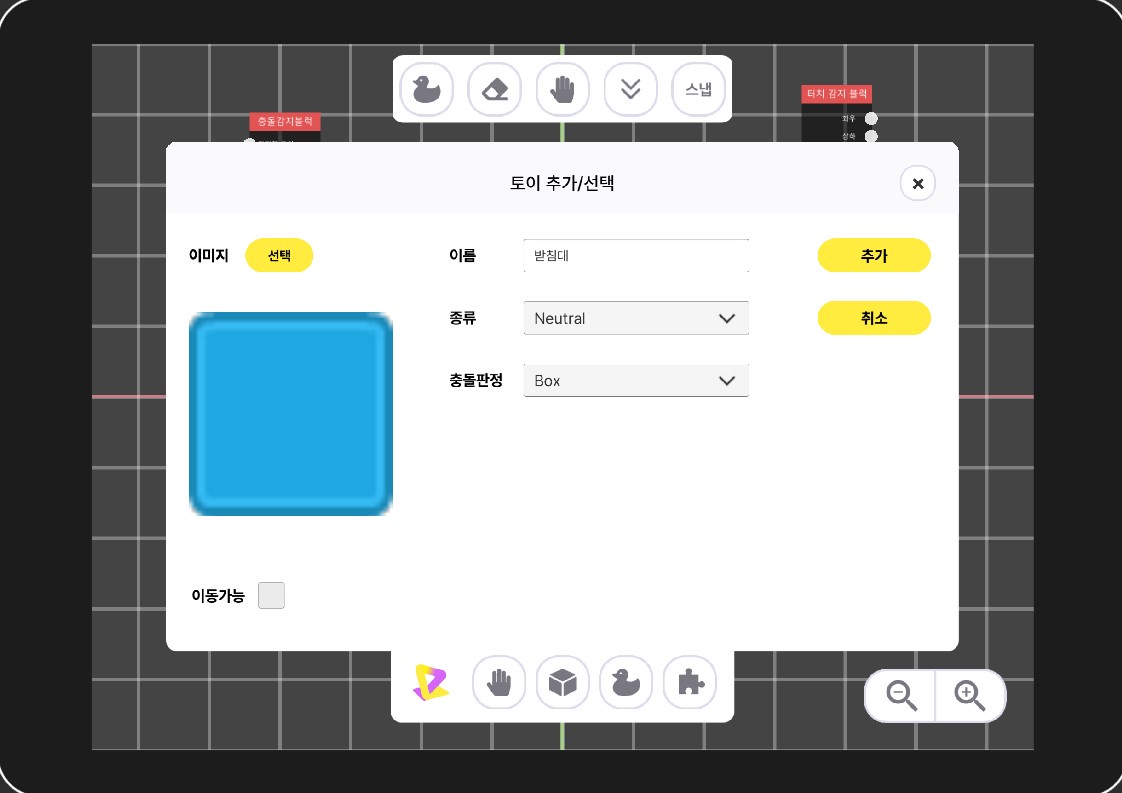 스냅
터치 감지 블럭
충돌감지블럭
좌우
상하
토이 추가/선택
이미지 선택
이름 받침대
추가
종류 Neutral
취소
충돌판정 Box
이동가능